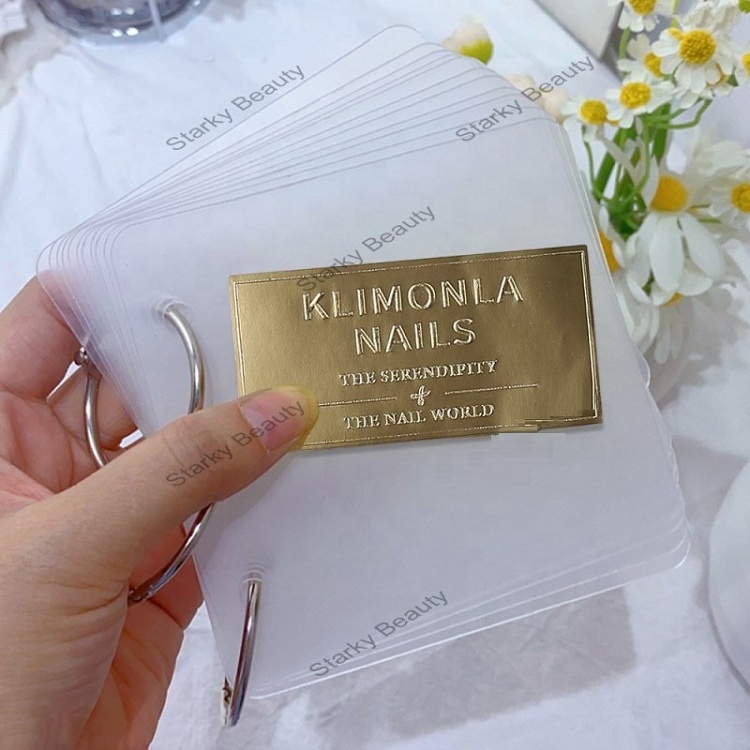 Starky Beauty
Starky Beauty
Starky Beauty
KLIMONLA
NAILS
THE SERENDIPITY
of
THE NAIL WORLD
Starky Beauty
Starky Beauty